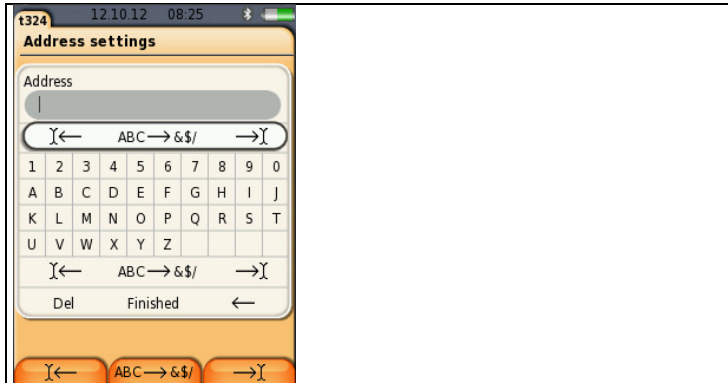 t324 12.10.12 08:25
Address settings
Address
ABC→&$/
1 2 3 4 5 6 7 8 9 0
A B C D E F G H I J
K L M N O P Q R S T
U V W X Y Z
ABC→&$/
Del Finished ←
ABC→&$/